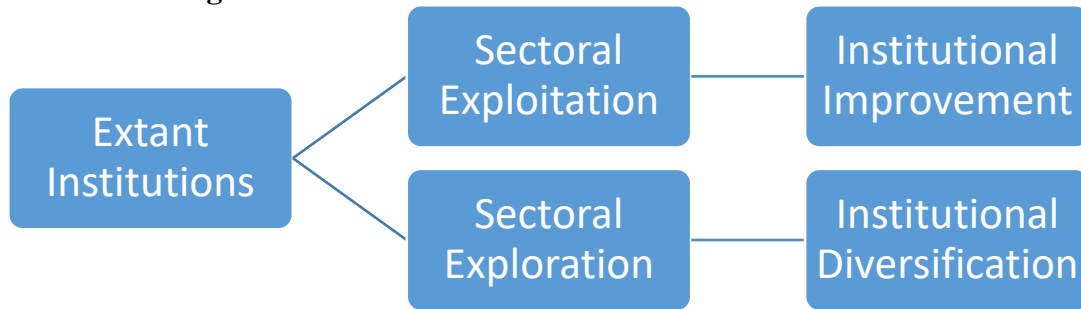 Extant
Institutions
Sectoral
Exploitation
Institutional
Improvement
Sectoral
Exploration
Institutional
Diversification